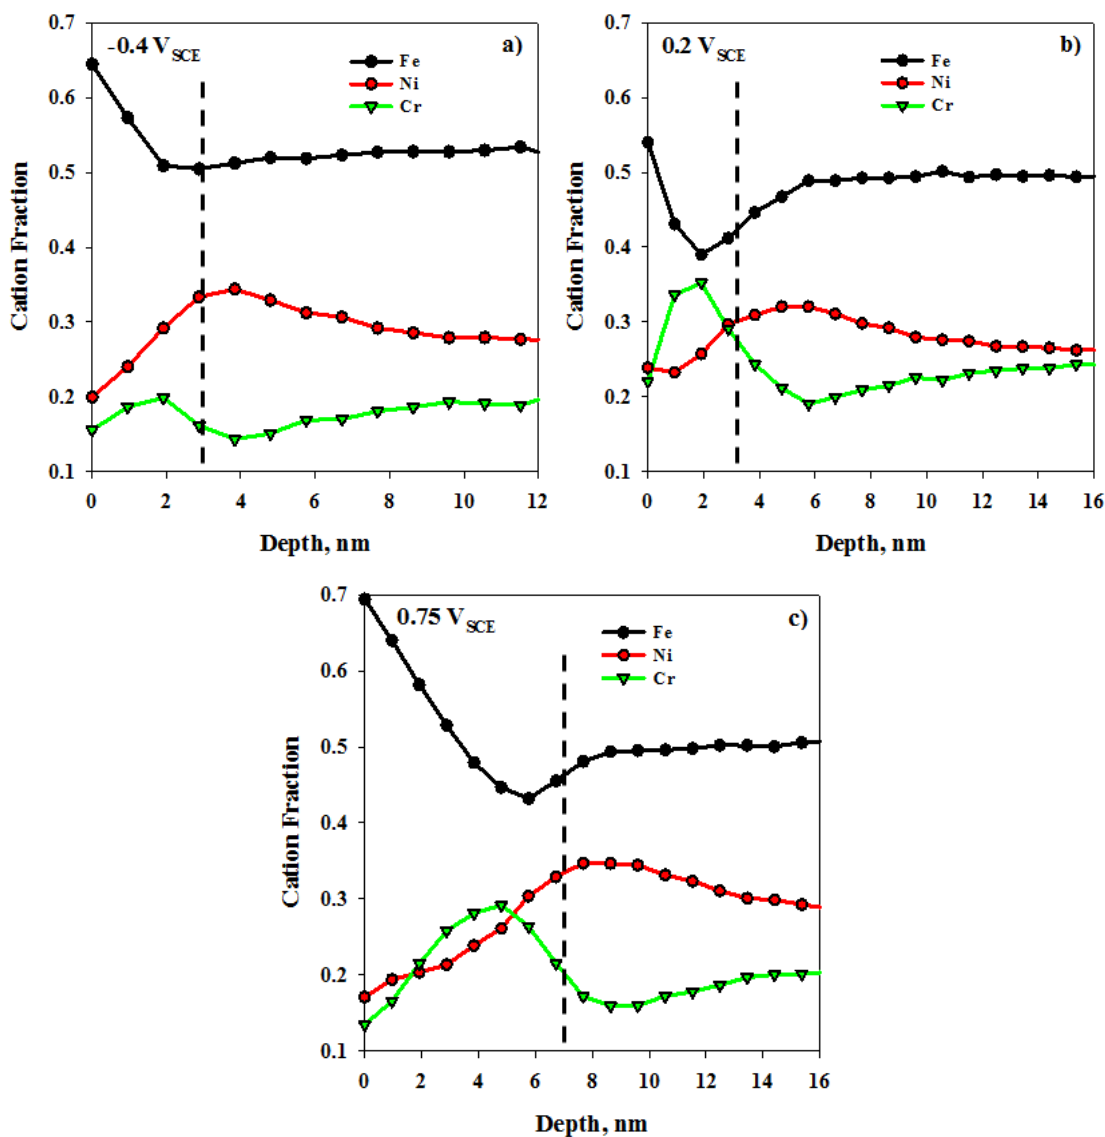 -0.4 V_SCE
a)
Fe
Ni
Cr
0.7
0.6
0.5
0.4
0.3
0.2
0.1
Cation Fraction
0 2 4 6 8 10 12
Depth, nm
0.2 V_SCE
b)
Fe
Ni
Cr
0.7
0.6
0.5
0.4
0.3
0.2
0.1
Cation Fraction
0 2 4 6 8 10 12 14 16
Depth, nm
0.75 V_SCE
c)
Fe
Ni
Cr
0.7
0.6
0.5
0.4
0.3
0.2
0.1
Cation Fraction
0 2 4 6 8 10 12 14 16
Depth, nm